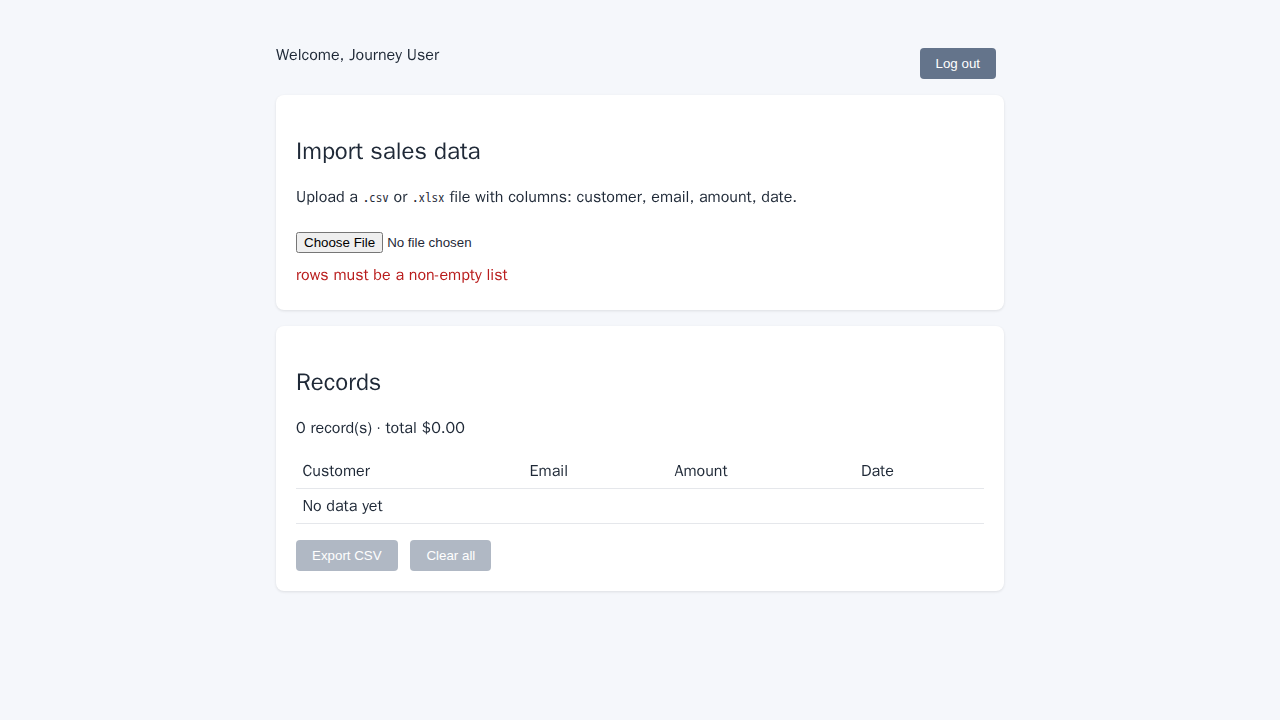 Welcome, Journey User
Log out
Import sales data
Upload a .csv or .xlsx file with columns: customer, email, amount, date.
Choose File No file chosen
rows must be a non-empty list
Records
0 record(s) · total $0.00
Customer Email Amount Date
No data yet
Export CSV Clear all